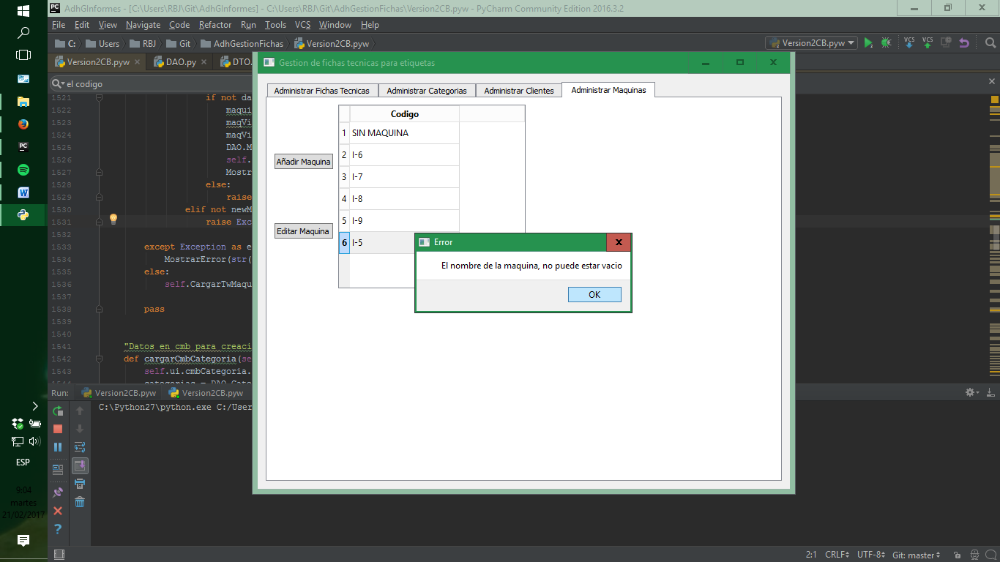 AdhGInformes - [C:\Users\RBJ\Git\AdhGInformes] - C:\Users\RBJ\Git\AdhGestionFichas\Version2CB.pyw - PyCharm Community Edition 2016.3.2
File Edit View Navigate Code Refactor Run Tools VCS Window Help
C: Users RBJ Git AdhGestionFichas Version2CB.pyw
Version2CB.pyw VCS VCS
Version2CB.pyw DAO.py DTO.
el codigo
Gestion de fichas tecnicas para etiquetas
Administrar Fichas Tecnicas Administrar Categorias Administrar Clientes Administrar Maquinas
Codigo
1 SIN MAQUINA
2 I-6
3 I-7
4 I-8
5 I-9
6 I-5
Añadir Maquina
Editar Maquina
Error
El nombre de la maquina, no puede estar vacio
OK
1521 if not da
1522 maqui
1523 maqVi
1524 maqVi
1525 DAO.M
1526 self.
1527 Mostr
1528 else:
1529 raise
1530 elif not newM
1531 raise Exc
1532
1533 except Exception as e
1534 MostrarError(str(
1535 else:
1536 self.CargarTwMaqu
1537
1538 pass
1539
1540
1541 "Datos en cmb para creaci
1542 def cargarCmbCategoria(se
1543 self.ui.cmbCategoria.
1544 categorias = DAO.Cate
Run: Version2CB.pyw Version2CB.pyw
C:\Python27\python.exe C:/User
2:1 CRLF UTF-8 Git: master
ESP
9:04
martes
21/02/2017